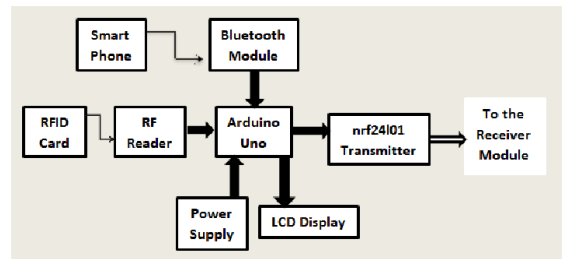 Smart
Phone
Bluetooth
Module
RFID
Card
RF
Reader
Arduino
Uno
nrf24l01
Transmitter
To the
Receiver
Module
Power
Supply
LCD Display